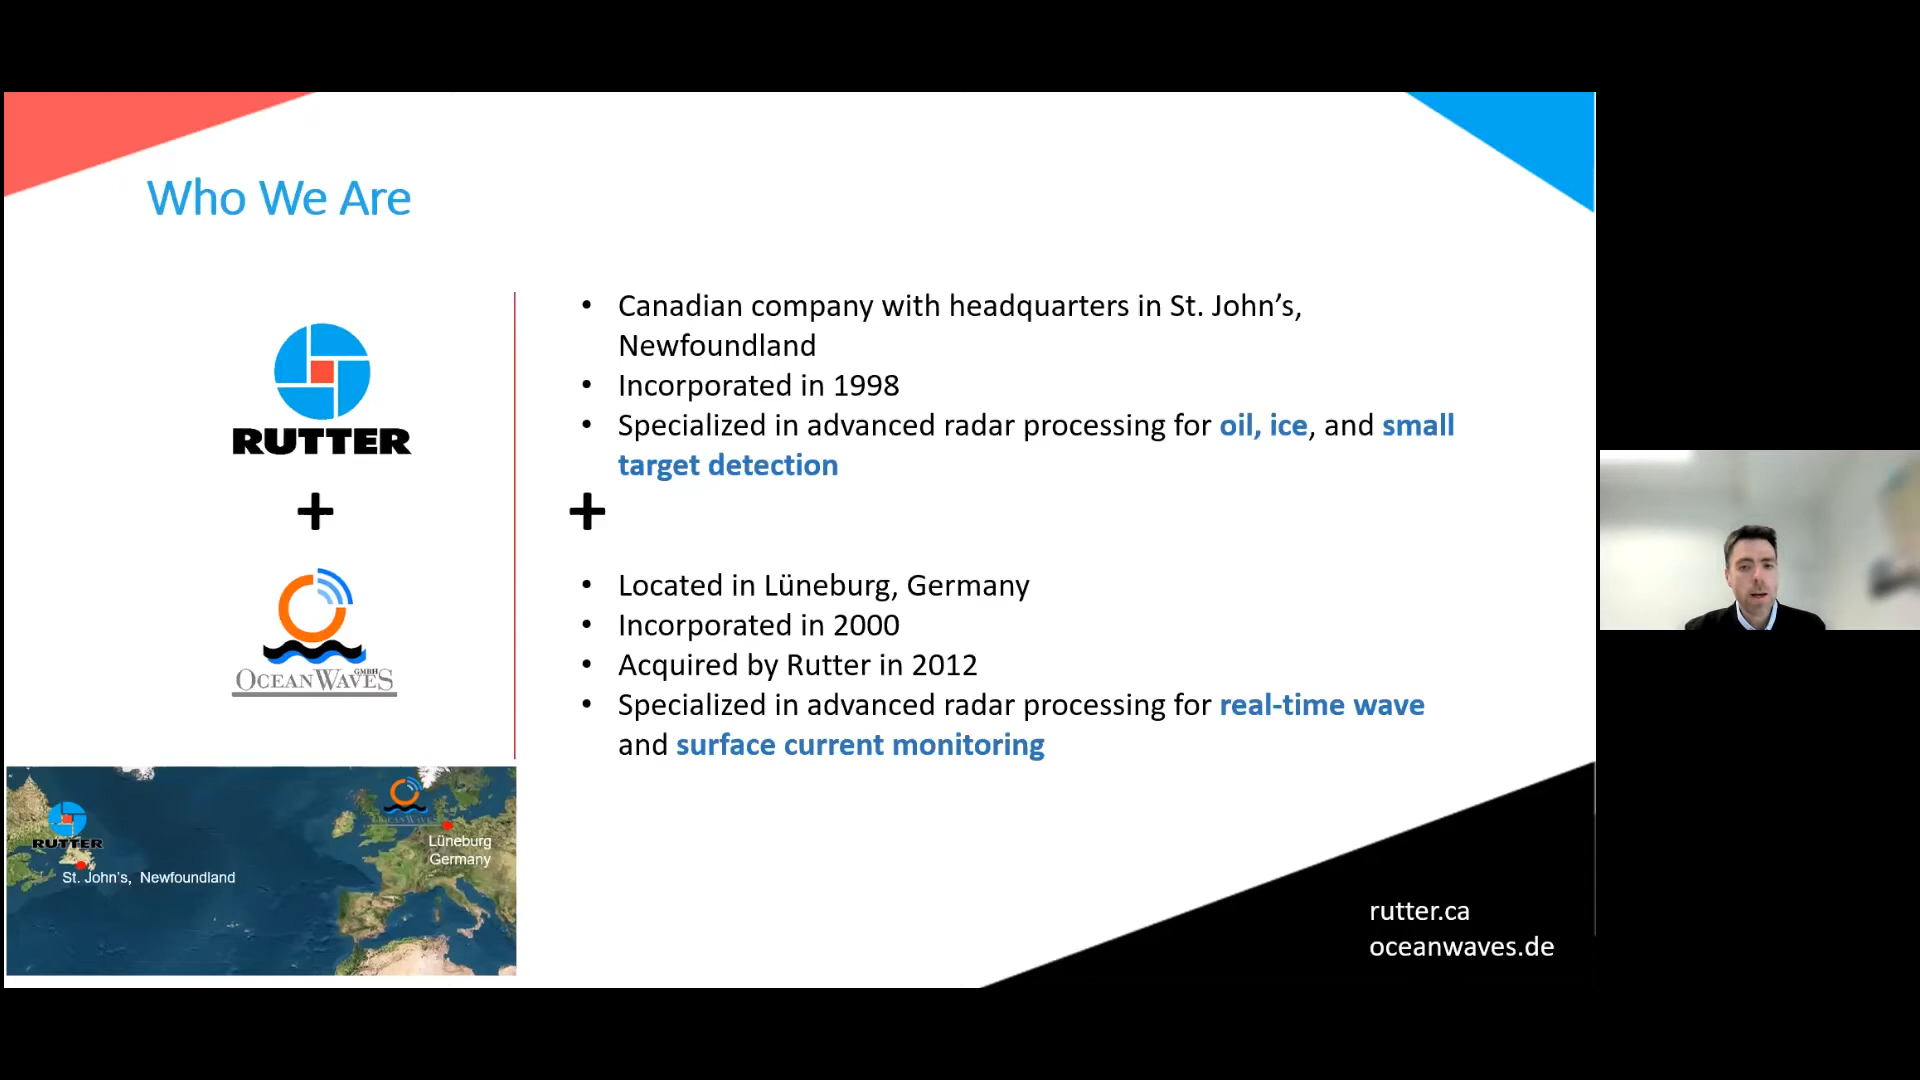 Who We Are
RUTTER
+
OCEANWAVES
GMBH
• Canadian company with headquarters in St. John’s,
Newfoundland
• Incorporated in 1998
• Specialized in advanced radar processing for oil, ice, and small
target detection
+
• Located in Lüneburg, Germany
• Incorporated in 2000
• Acquired by Rutter in 2012
• Specialized in advanced radar processing for real-time wave
and surface current monitoring
RUTTER
St. John’s, Newfoundland
OCEANWAVES
Lüneburg
Germany
rutter.ca
oceanwaves.de